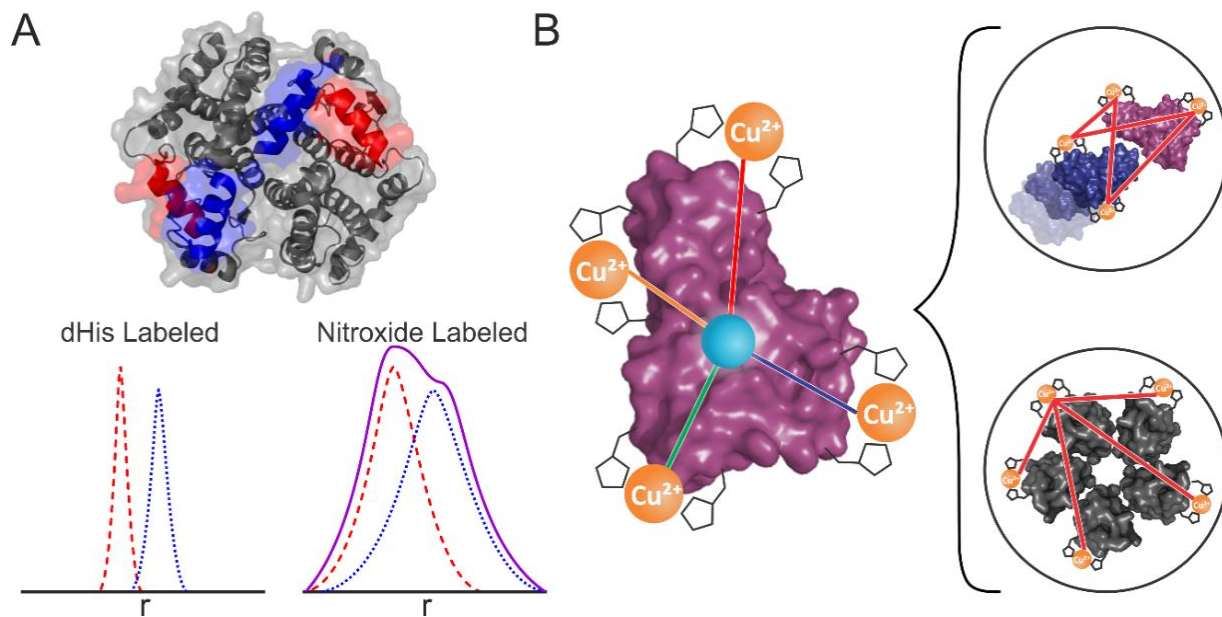 A
B
dHis Labeled
Nitroxide Labeled
r
r
Cu²⁺
Cu²⁺
Cu²⁺
Cu²⁺